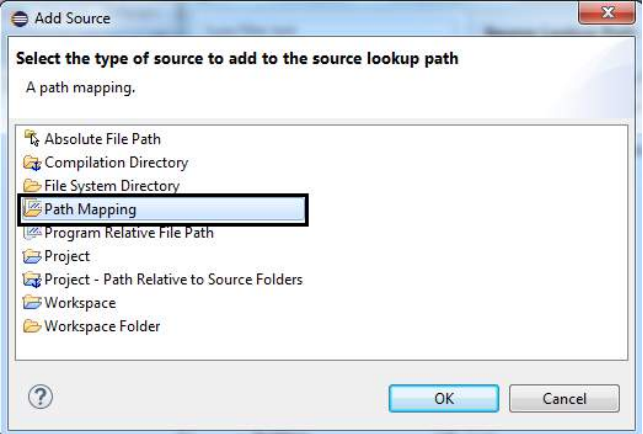 Add Source
Select the type of source to add to the source lookup path
A path mapping.
Absolute File Path
Compilation Directory
File System Directory
Path Mapping
Program Relative File Path
Project
Project - Path Relative to Source Folders
Workspace
Workspace Folder
OK
Cancel